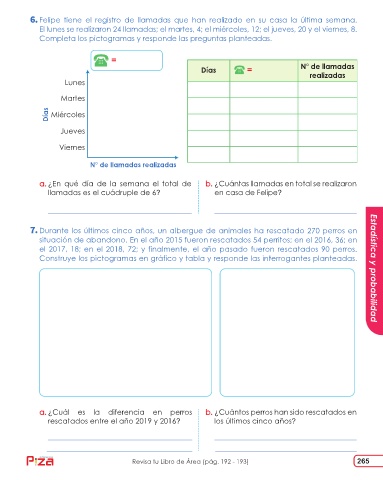 6. Felipe tiene el registro de llamadas que han realizado en su casa la última semana.
El lunes se realizaron 24 llamadas; el martes, 4; el miércoles, 12; el jueves, 20 y el viernes, 8.
Completa los pictogramas y responde las preguntas planteadas.
=
Lunes
Martes
Miércoles
Jueves
Viernes
Días
N° de llamadas realizadas
Días = N° de llamadas
realizadas
a. ¿En qué día de la semana el total de
llamadas es el cuádruple de 6?
b. ¿Cuántas llamadas en total se realizaron
en casa de Felipe?
7. Durante los últimos cinco años, un albergue de animales ha rescatado 270 perros en
situación de abandono. En el año 2015 fueron rescatados 54 perritos; en el 2016, 36; en
el 2017, 18; en el 2018, 72; y finalmente, el año pasado fueron rescatados 90 perros.
Construye los pictogramas en gráfico y tabla y responde las interrogantes planteadas.
Estadística y probabilidad
a. ¿Cuál es la diferencia en perros
rescatados entre el año 2019 y 2016?
b. ¿Cuántos perros han sido rescatados en
los últimos cinco años?
Piza
Revisa tu Libro de Área (pág. 192 - 193)
265